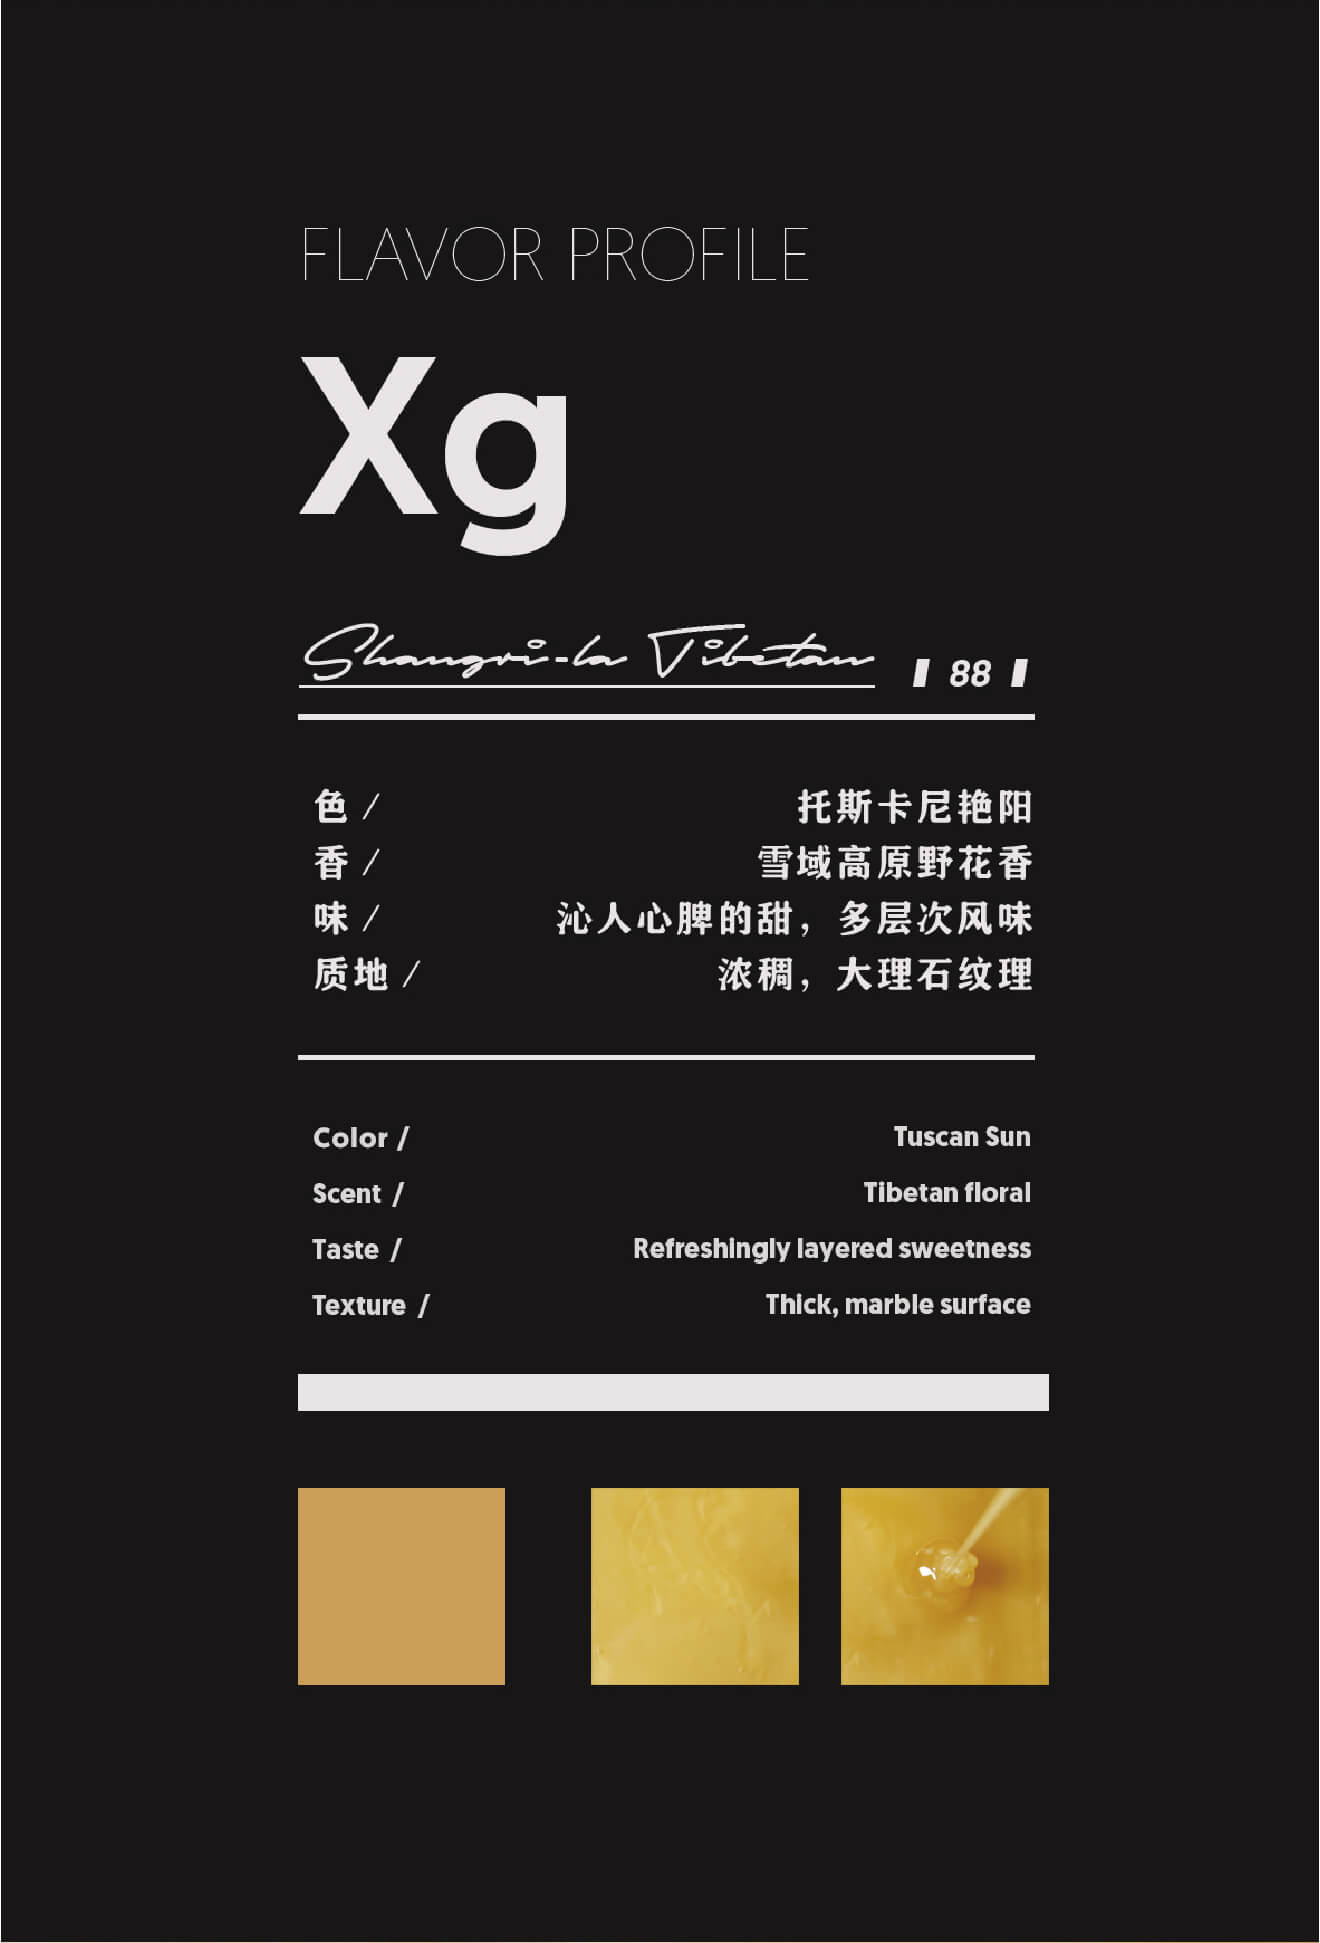 FLAVOR PROFILE
Xg
Shangri-la Tibetan 88
色 / 托斯卡尼艳阳
香 / 雪域高原野花香
味 / 沁人心脾的甜，多层次风味
质地 / 浓稠，大理石纹理
Color / Tuscan Sun
Scent / Tibetan floral
Taste / Refreshingly layered sweetness
Texture / Thick, marble surface